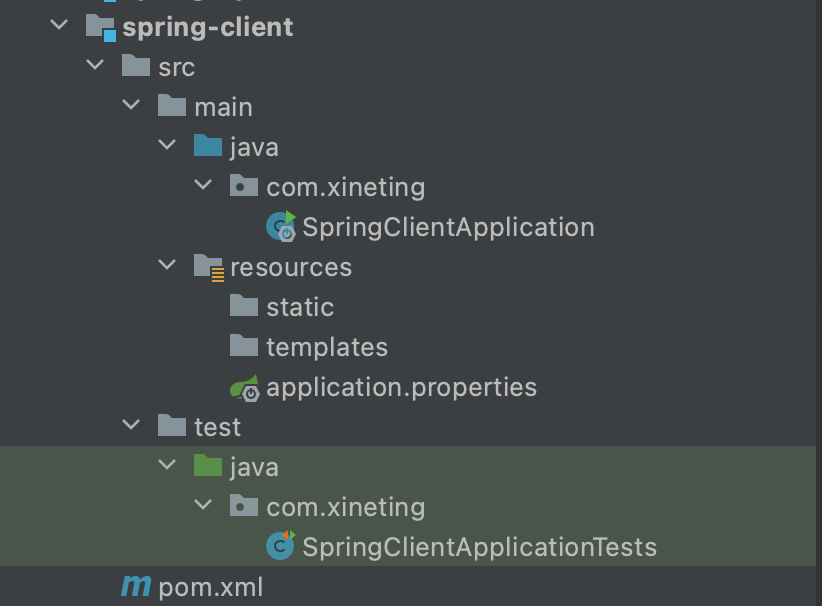 spring-client
src
main
java
com.xineting
SpringClientApplication
resources
static
templates
application.properties
test
java
com.xineting
SpringClientApplicationTests
pom.xml